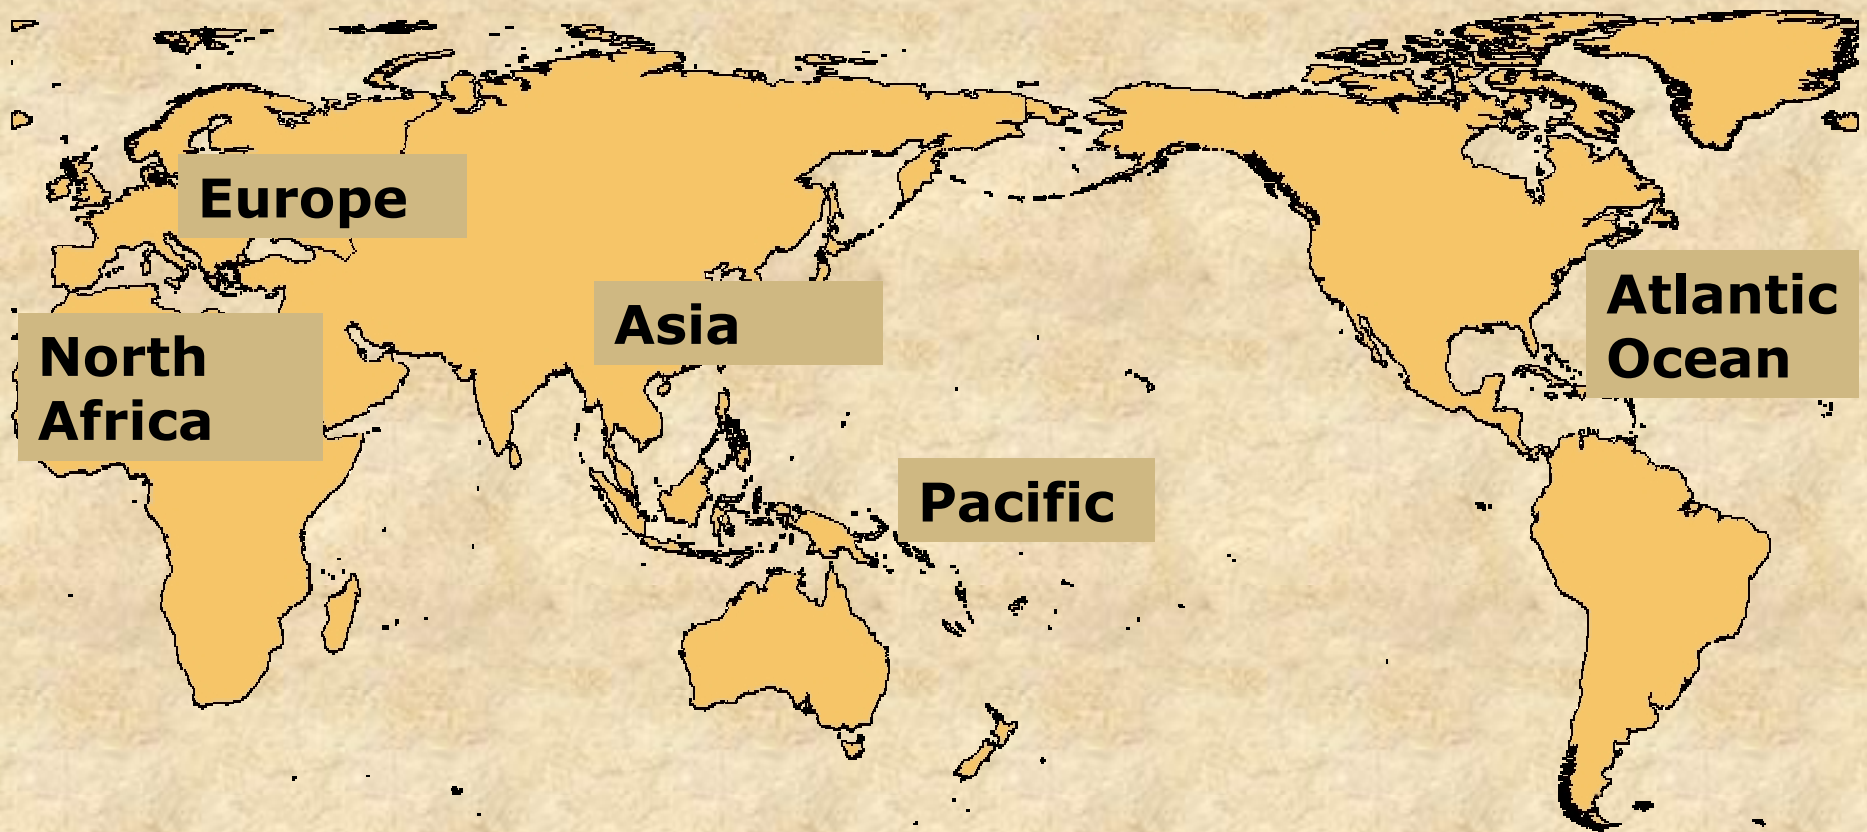 Europe
Asia
Atlantic
Ocean
North
Africa
Pacific